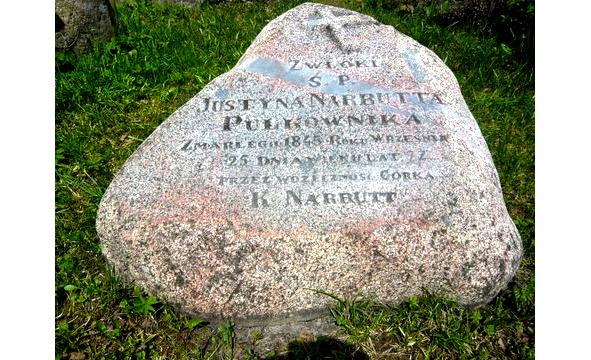 ZWŁOKI
Ś. P.
JUSTYNA NARBUTTA
PUŁKOWNIKA
ZMARŁEGO 1845 ROKU WRZEŚNIA
25 DNIA WIEKU LAT 77
PRZEZ WDZIĘCZNOŚĆ CÓRKA
K NARBUTT